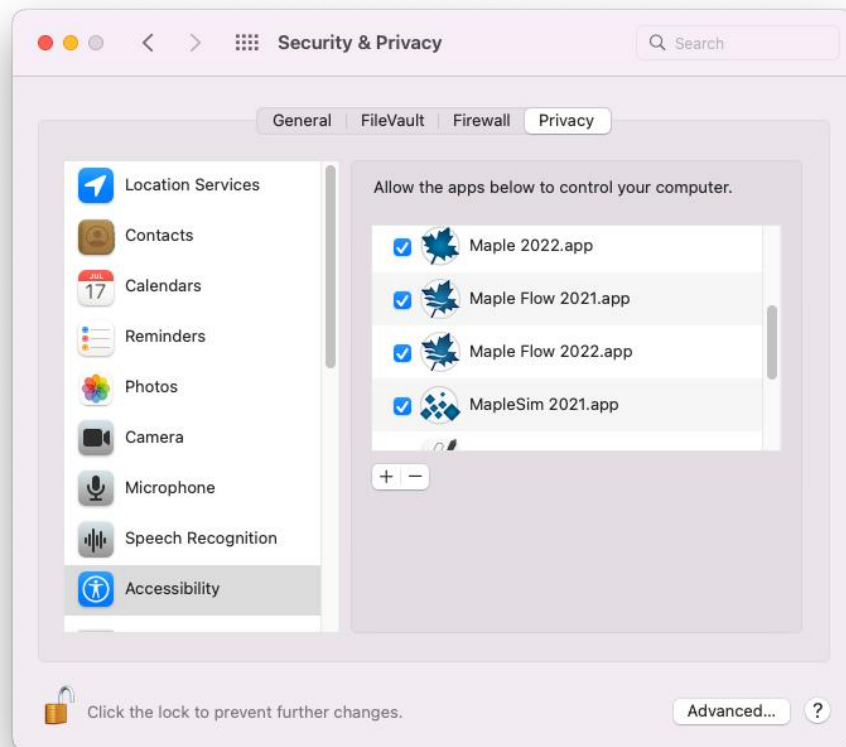 Security & Privacy
Search
General
FileVault
Firewall
Privacy
Location Services
Contacts
JUL
17
Calendars
Reminders
Photos
Camera
Microphone
Speech Recognition
Accessibility
Allow the apps below to control your computer.
Maple 2022.app
Maple Flow 2021.app
Maple Flow 2022.app
MapleSim 2021.app
+ −
Click the lock to prevent further changes.
Advanced...
?